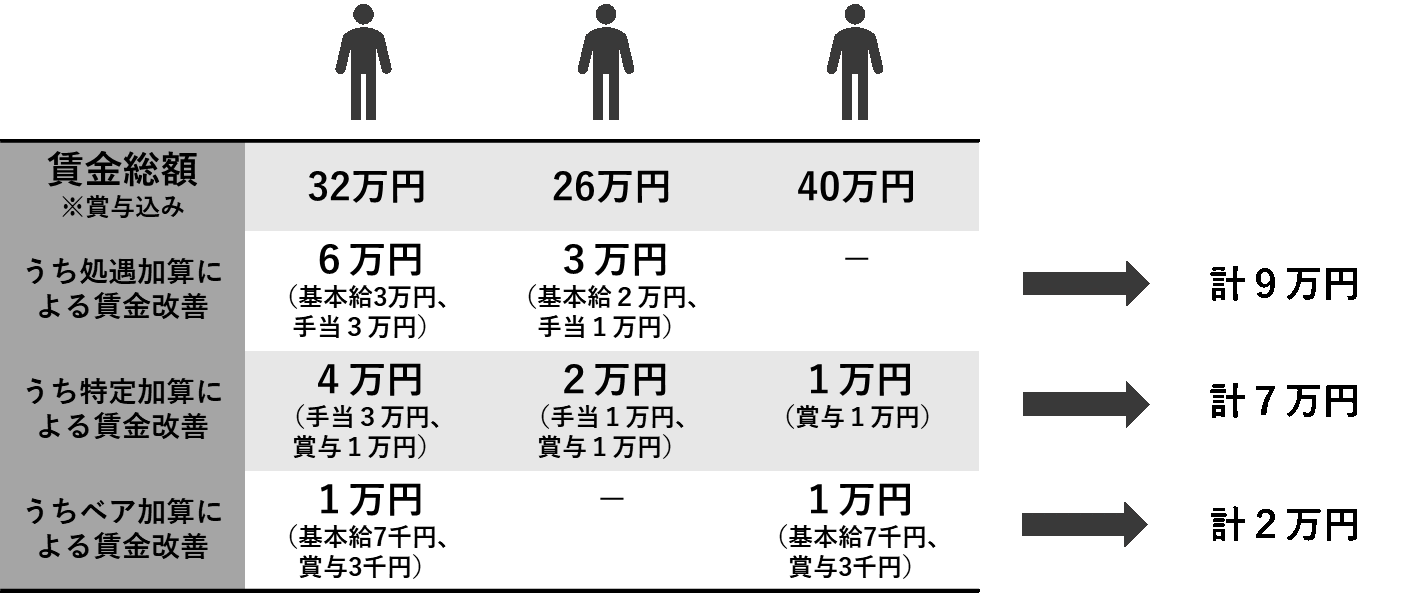 賃金総額
※賞与込み
32万円
26万円
40万円
うち処遇加算に
よる賃金改善
6万円
(基本給3万円、
手当3万円)
3万円
(基本給2万円、
手当1万円)
―
計9万円
うち特定加算に
よる賃金改善
4万円
(手当3万円、
賞与1万円)
2万円
(手当1万円、
賞与1万円)
1万円
(賞与1万円)
計7万円
うちベア加算に
よる賃金改善
1万円
(基本給7千円、
賞与3千円)
―
1万円
(基本給7千円、
賞与3千円)
計2万円